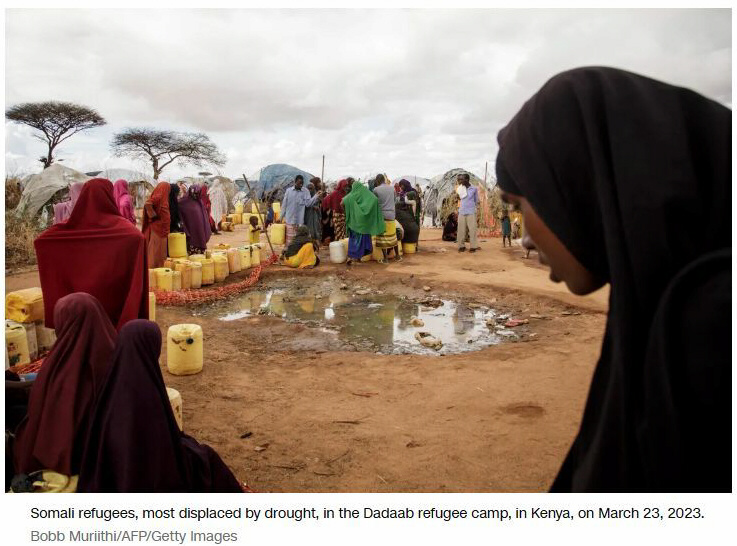 Somali refugees, most displaced by drought, in the Dadaab refugee camp, in Kenya, on March 23, 2023.
Bobb Muriithi/AFP/Getty Images